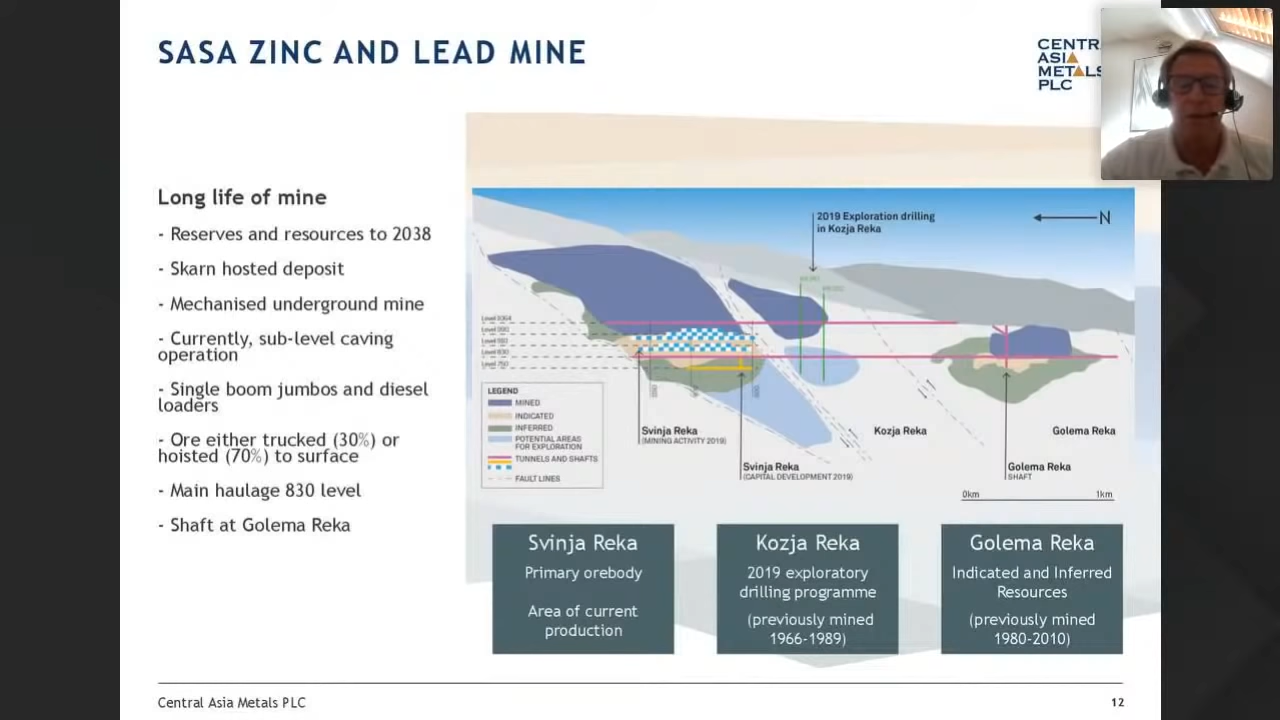 SASA ZINC AND LEAD MINE
CENTR
ASIA
METALS
PLC
Long life of mine
- Reserves and resources to 2038
- Skarn hosted deposit
- Mechanised underground mine
- Currently, sub-level caving
operation
- Single boom jumbos and diesel
loaders
- Ore either trucked (30%) or
hoisted (70%) to surface
- Main haulage 830 level
- Shaft at Golema Reka
2019 Exploration drilling
in Kozja Reka
N
LEGEND
MINED
INDICATED
INFERRED
POTENTIAL AREAS
FOR EXPLORATION
TUNNELS AND SHAFTS
FAULT LINES
Svinja Reka
(MINING ACTIVITY 2019)
Svinja Reka
(CAPITAL DEVELOPMENT 2019)
Kozja Reka
Golema Reka
Golema Reka
SHAFT
0km 1km
Svinja Reka
Primary orebody
Area of current
production
Kozja Reka
2019 exploratory
drilling programme
(previously mined
1966-1989)
Golema Reka
Indicated and Inferred
Resources
(previously mined
1980-2010)
Central Asia Metals PLC
12